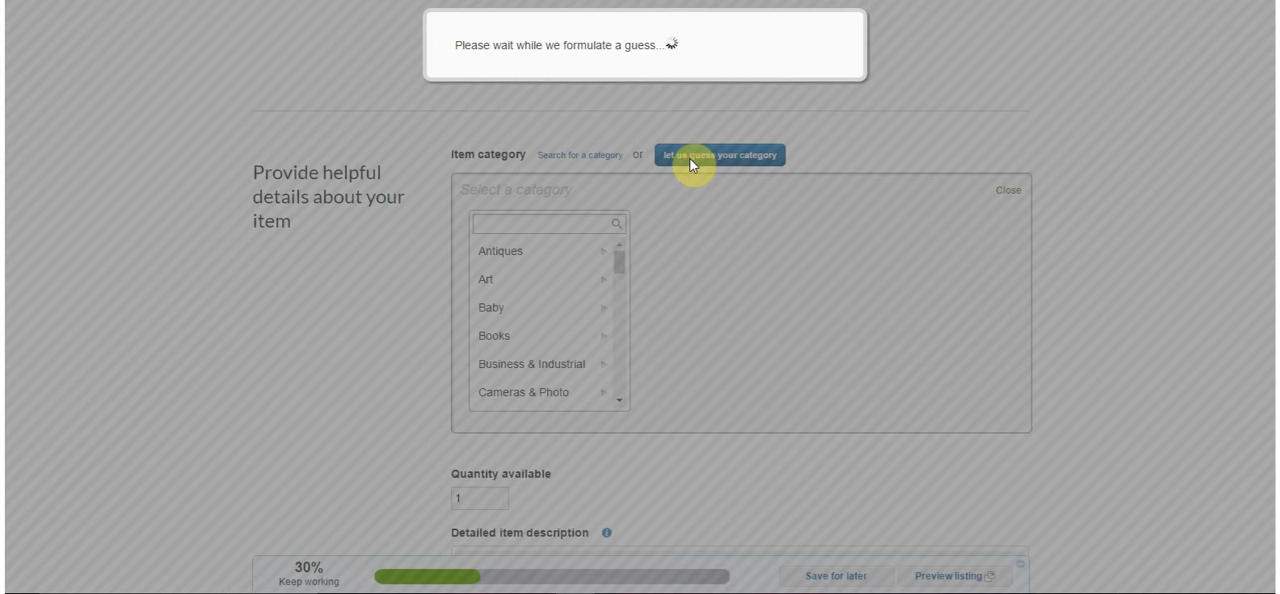 Please wait while we formulate a guess...
Item category Search for a category or let us guess your category
Provide helpful
details about your
item
Select a category Close
Antiques
Art
Baby
Books
Business & Industrial
Cameras & Photo
Quantity available
1
Detailed item description
30%
Keep working
Save for later Preview listing